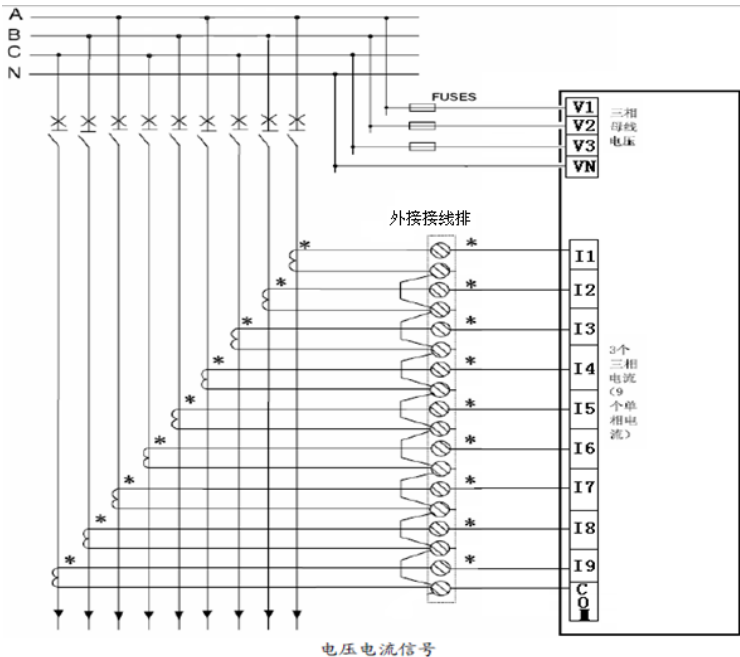 A
B
C
N
FUSES
V1
V2
V3
VN
三相
母线
电压
外接接线排
* I1
* I2
* I3
* I4
* I5
* I6
* I7
* I8
* I9
* * * * * * * * *
CO
3个
三相
电流
(9
个单
相电
流)
电压电流信号